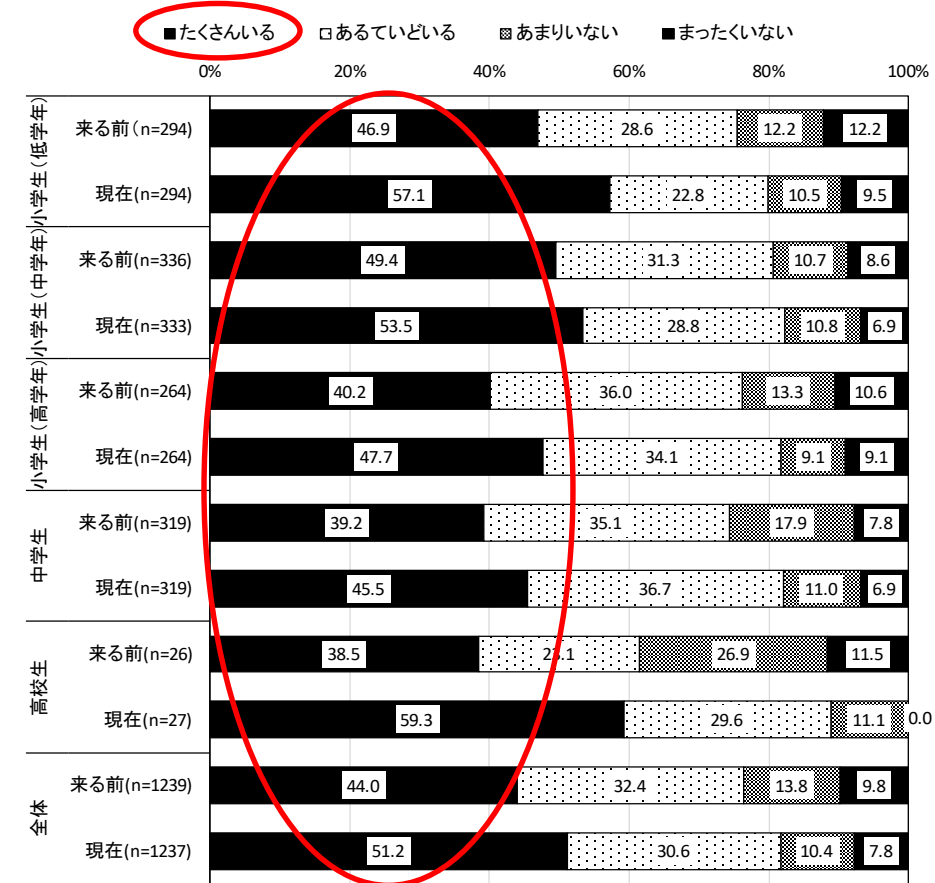 ■たくさんいる □あるていどいる ▩あまりいない ■まったくいない
0% 20% 40% 60% 80% 100%
小学生(低学年)
来る前(n=294) 46.9 28.6 12.2 12.2
現在(n=294) 57.1 22.8 10.5 9.5
小学生(中学年)
来る前(n=336) 49.4 31.3 10.7 8.6
現在(n=333) 53.5 28.8 10.8 6.9
小学生(高学年)
来る前(n=264) 40.2 36.0 13.3 10.6
現在(n=264) 47.7 34.1 9.1 9.1
中学生
来る前(n=319) 39.2 35.1 17.9 7.8
現在(n=319) 45.5 36.7 11.0 6.9
高校生
来る前(n=26) 38.5 23.1 26.9 11.5
現在(n=27) 59.3 29.6 11.1 0.0
全体
来る前(n=1239) 44.0 32.4 13.8 9.8
現在(n=1237) 51.2 30.6 10.4 7.8